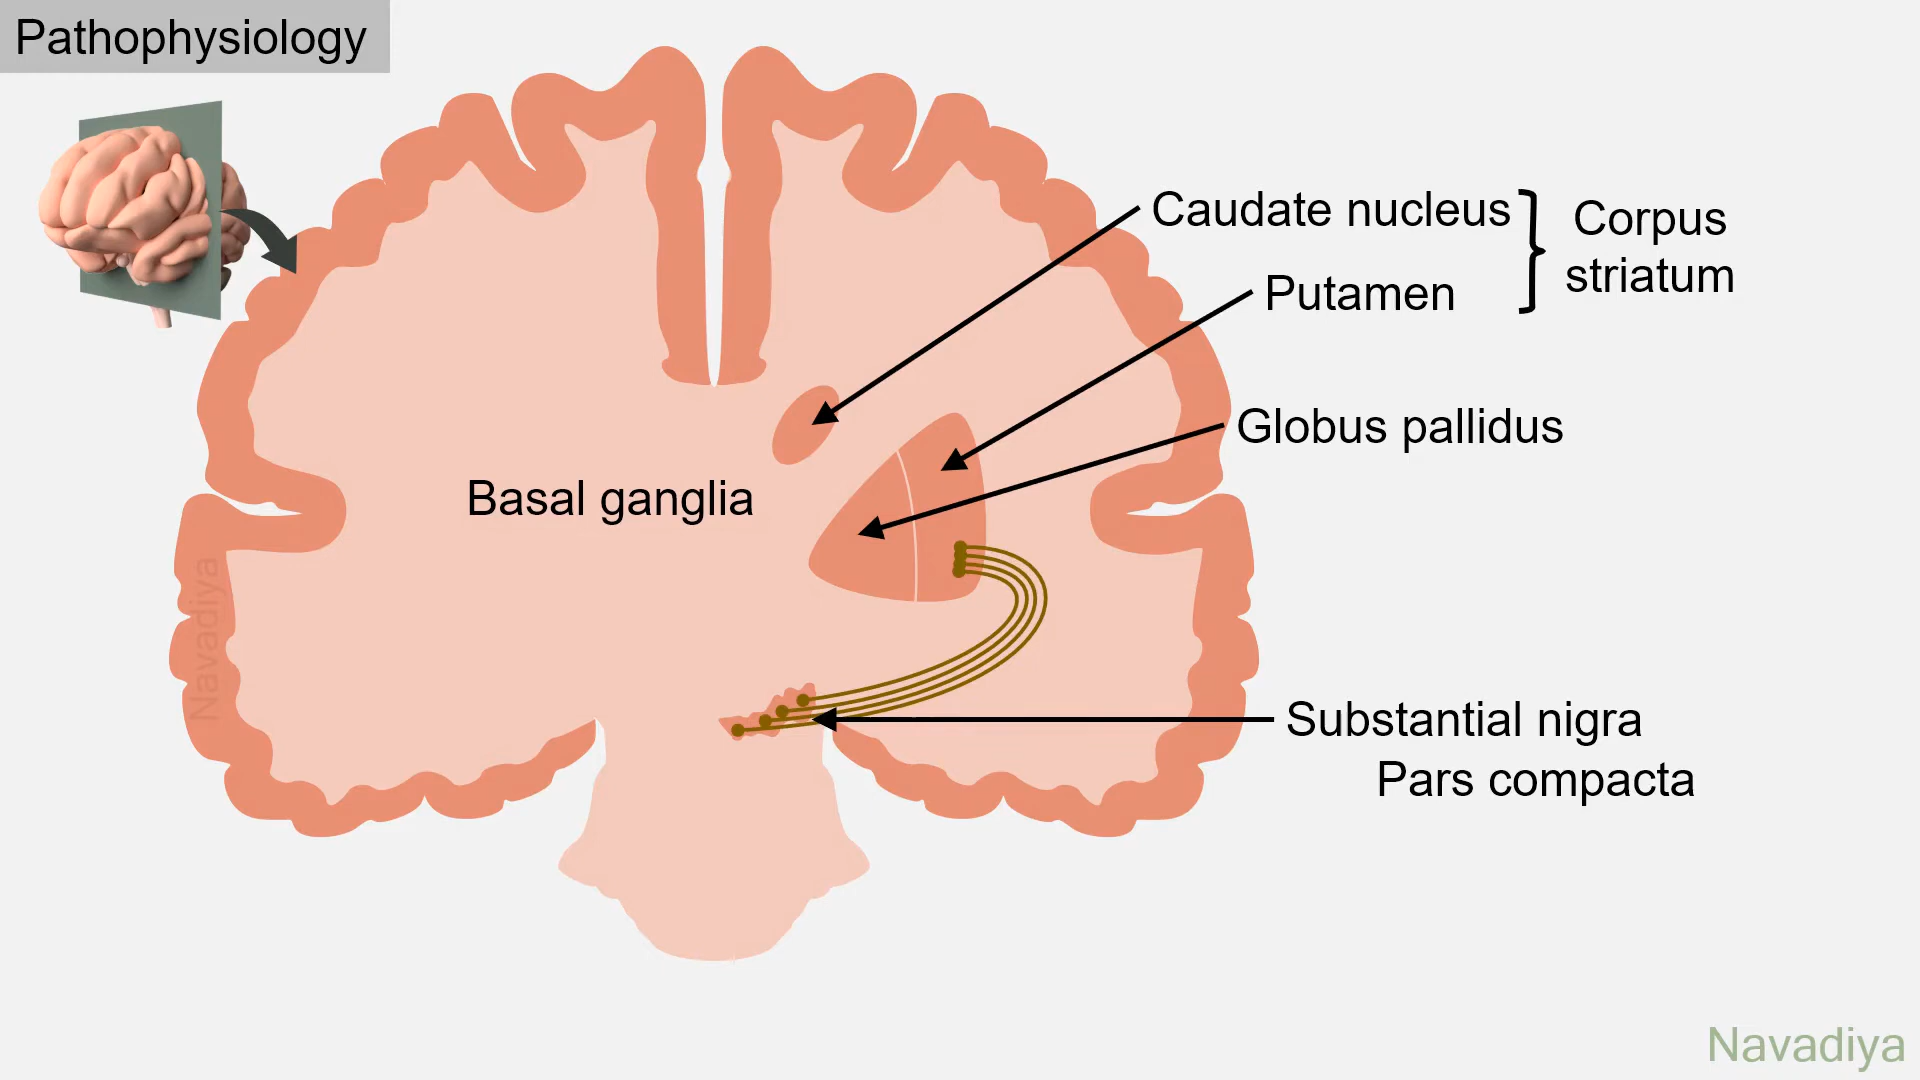 Pathophysiology
Caudate nucleus
Corpus
striatum
Putamen
Globus pallidus
Basal ganglia
Navadiya
Substantial nigra
Pars compacta
Navadiya